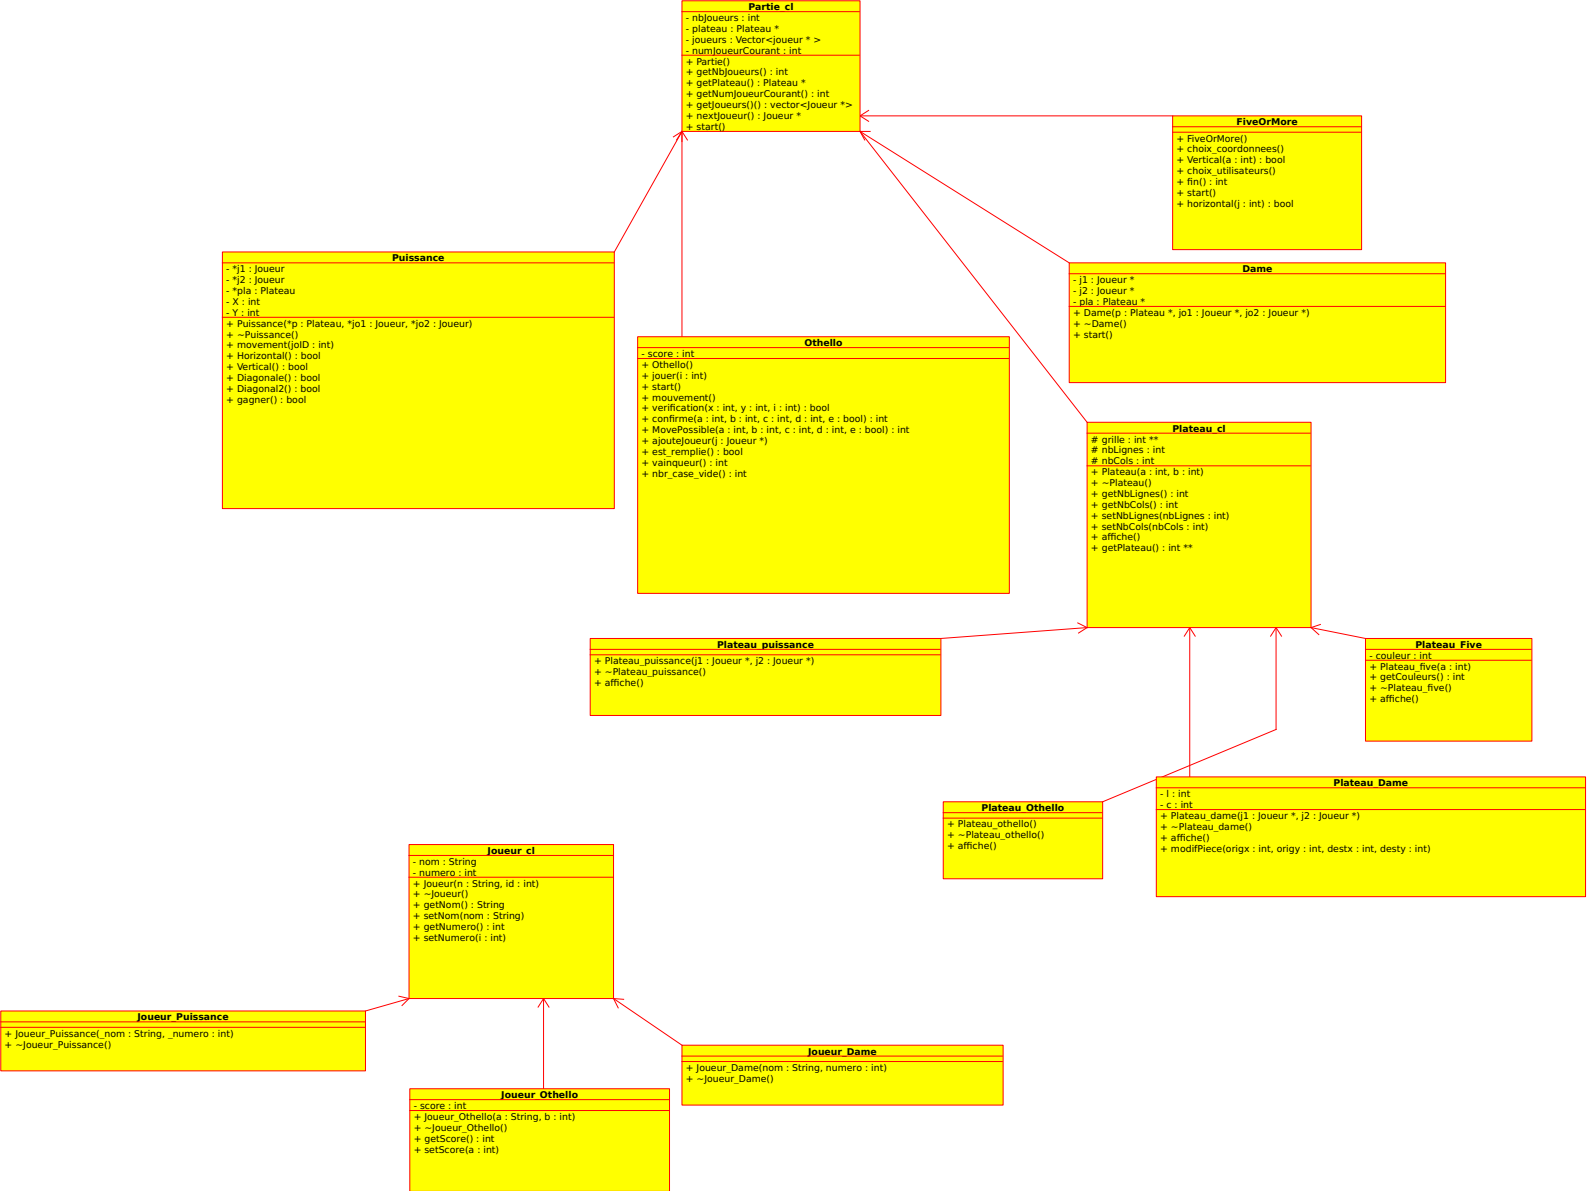 Partie_cl
- nbJoueurs : int
- plateau : Plateau *
- joueurs : Vector<joueur * >
- numJoueurCourant : int
+ Partie()
+ getNbJoueurs() : int
+ getPlateau() : Plateau *
+ getNumJoueurCourant() : int
+ getJoueurs()() : vector<Joueur *>
+ nextJoueur() : Joueur *
+ start()
FiveOrMore
+ FiveOrMore()
+ choix_coordonnees()
+ Vertical(a : int) : bool
+ choix_utilisateurs()
+ fin() : int
+ start()
+ horizontal(j : int) : bool
Puissance
- *j1 : Joueur
- *j2 : Joueur
- *pla : Plateau
- X : int
- Y : int
+ Puissance(*p : Plateau, *jo1 : Joueur, *jo2 : Joueur)
+ ~Puissance()
+ movement(joID : int)
+ Horizontal() : bool
+ Vertical() : bool
+ Diagonale() : bool
+ Diagonal2() : bool
+ gagner() : bool
Dame
- j1 : Joueur *
- j2 : Joueur *
- pla : Plateau *
+ Dame(p : Plateau *, jo1 : Joueur *, jo2 : Joueur *)
+ ~Dame()
+ start()
Othello
- score : int
+ Othello()
+ jouer(i : int)
+ start()
+ mouvement()
+ verification(x : int, y : int, i : int) : bool
+ confirme(a : int, b : int, c : int, d : int, e : bool) : int
+ MovePossible(a : int, b : int, c : int, d : int, e : bool) : int
+ ajouteJoueur(j : Joueur *)
+ est_remplie() : bool
+ vainqueur() : int
+ nbr_case_vide() : int
Plateau_cl
# grille : int **
# nbLignes : int
# nbCols : int
+ Plateau(a : int, b : int)
+ ~Plateau()
+ getNbLignes() : int
+ getNbCols() : int
+ setNbLignes(nbLignes : int)
+ setNbCols(nbCols : int)
+ affiche()
+ getPlateau() : int **
Plateau_puissance
+ Plateau_puissance(j1 : Joueur *, j2 : Joueur *)
+ ~Plateau_puissance()
+ affiche()
Plateau_Five
- couleur : int
+ Plateau_five(a : int)
+ getCouleurs() : int
+ ~Plateau_five()
+ affiche()
Plateau_Othello
+ Plateau_othello()
+ ~Plateau_othello()
+ affiche()
Plateau_Dame
- l : int
- c : int
+ Plateau_dame(j1 : Joueur *, j2 : Joueur *)
+ ~Plateau_dame()
+ affiche()
+ modifPiece(origx : int, origy : int, destx : int, desty : int)
Joueur_cl
- nom : String
- numero : int
+ Joueur(n : String, id : int)
+ ~Joueur()
+ getNom() : String
+ setNom(nom : String)
+ getNumero() : int
+ setNumero(i : int)
Joueur_Puissance
+ Joueur_Puissance(_nom : String, _numero : int)
+ ~Joueur_Puissance()
Joueur_Dame
+ Joueur_Dame(nom : String, numero : int)
+ ~Joueur_Dame()
Joueur_Othello
- score : int
+ Joueur_Othello(a : String, b : int)
+ ~Joueur_Othello()
+ getScore() : int
+ setScore(a : int)